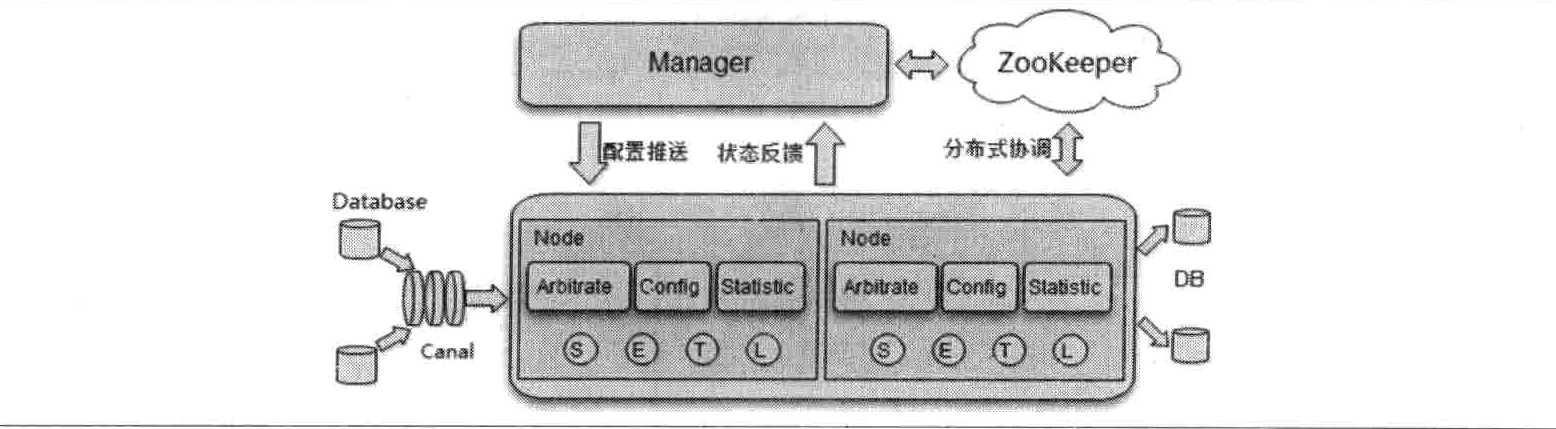 Manager
ZooKeeper
配置推送
状态反馈
分布式协调
Database
Node
Node
Arbitrate
Config
Statistic
Arbitrate
Config
Statistic
DB
S
E
T
L
S
E
T
L
Canal